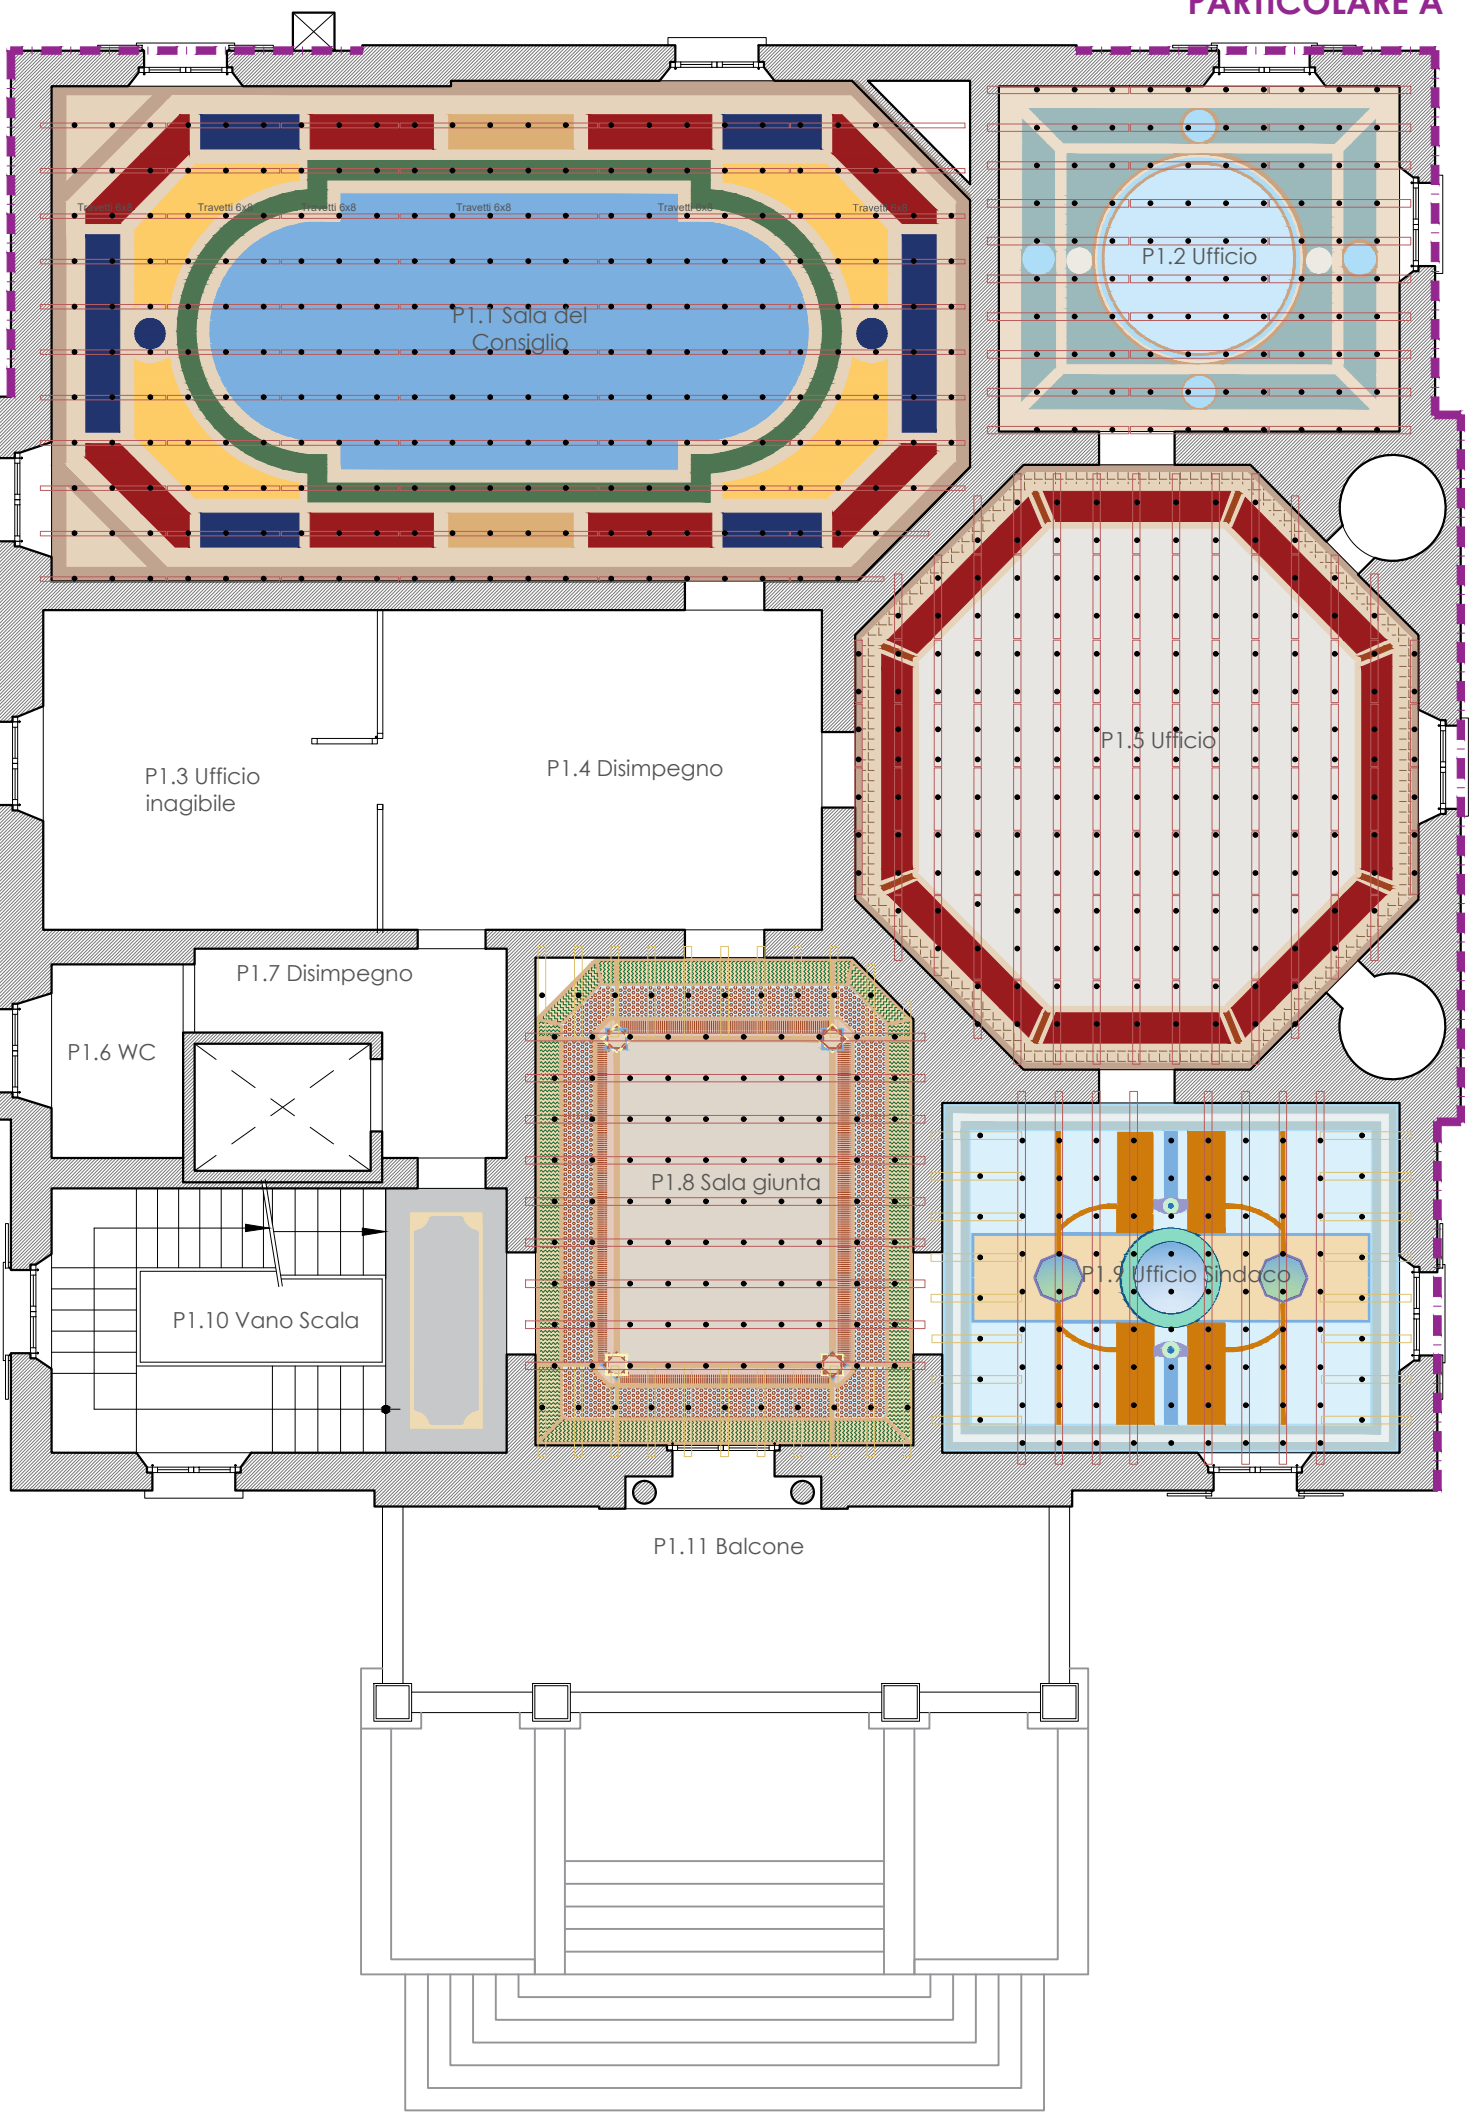 PARTICOLARE A
Travetti 6x8
Travetti 6x8
Travetti 6x8
Travetti 6x8
Travetti 6x8
Travetti 6x8
P1.2 Ufficio
P1.1 Sala del
Consiglio
P1.5 Ufficio
P1.4 Disimpegno
P1.3 Ufficio
inagibile
P1.7 Disimpegno
P1.6 WC
P1.8 Sala giunta
P1.9 Ufficio Sindaco
P1.10 Vano Scala
P1.11 Balcone